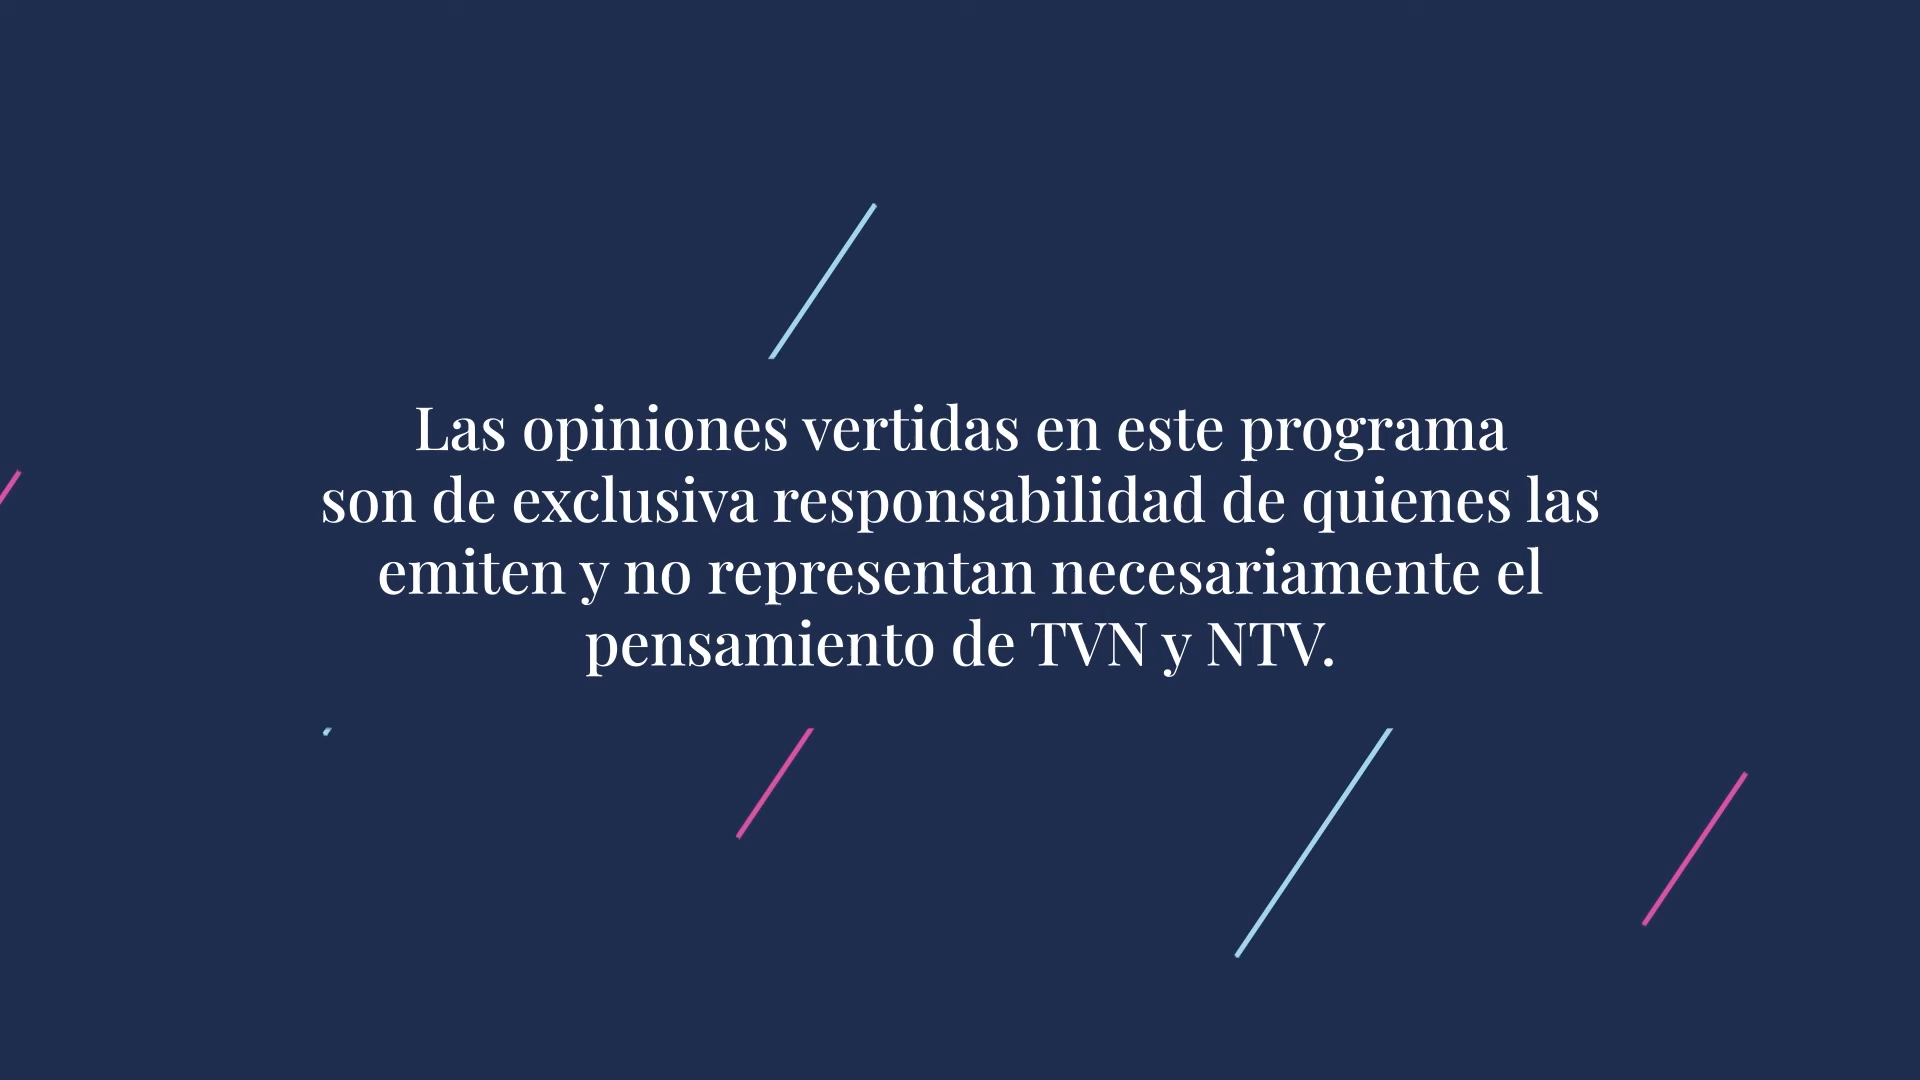 Las opiniones vertidas en este programa
son de exclusiva responsabilidad de quienes las
emiten y no representan necesariamente el
pensamiento de TVN y NTV.